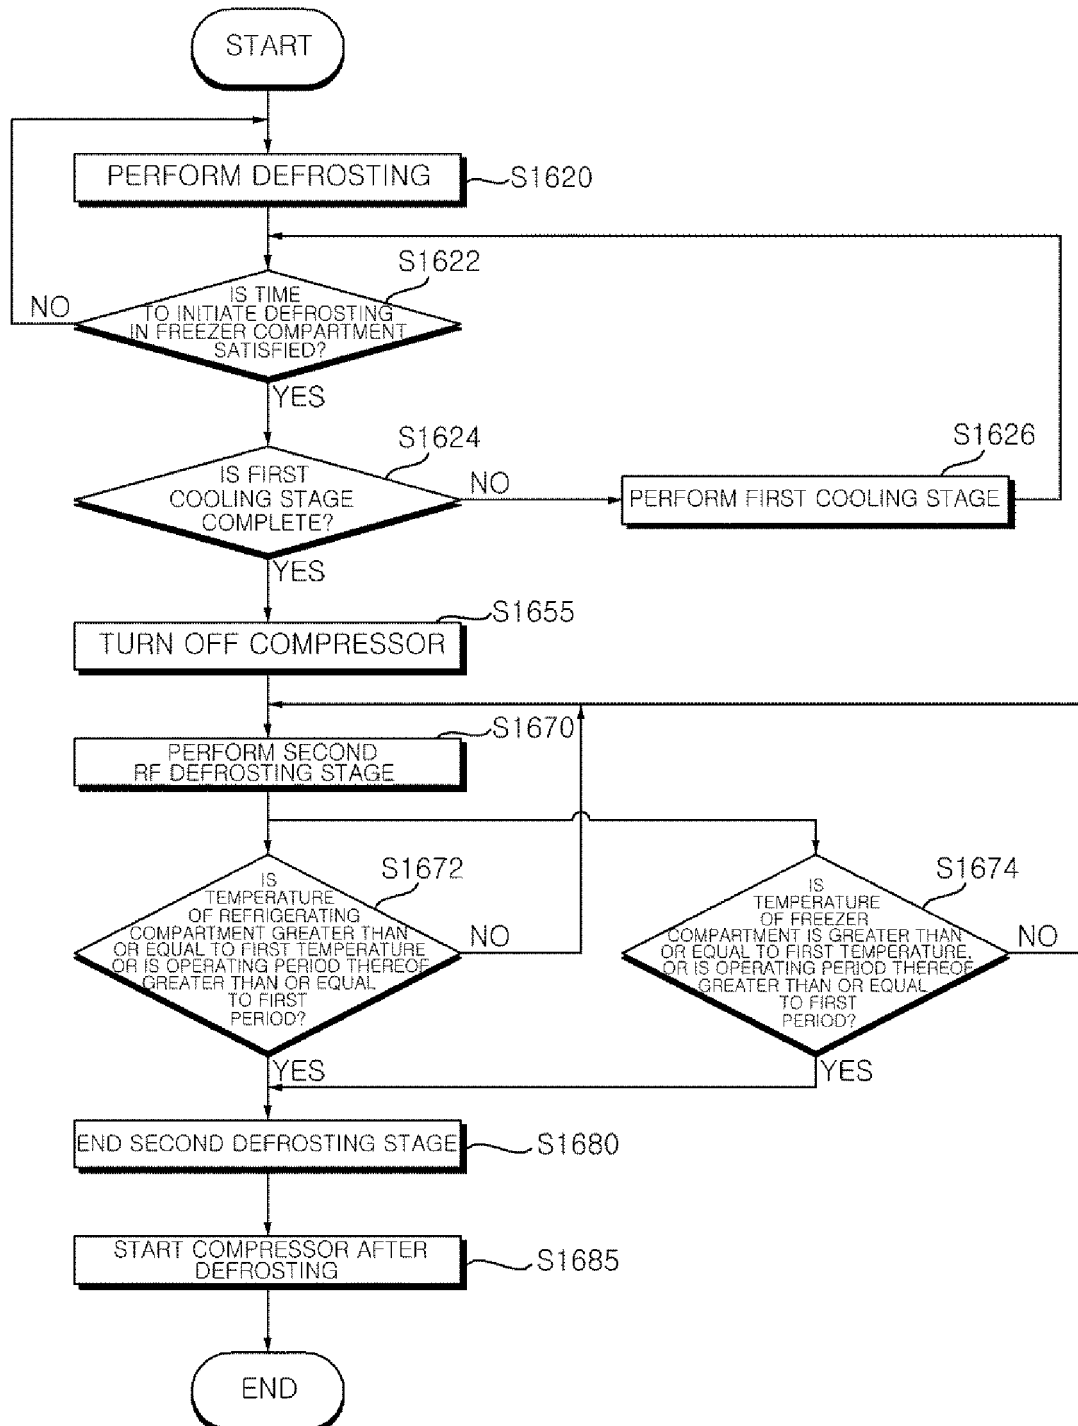 START
PERFORM DEFROSTING
S1620
S1622
IS TIME
TO INITIATE DEFROSTING
IN FREEZER COMPARTMENT
SATISFIED?
NO
YES
S1624
IS FIRST
COOLING STAGE
COMPLETE?
NO
S1626
PERFORM FIRST COOLING STAGE
YES
S1655
TURN OFF COMPRESSOR
S1670
PERFORM SECOND
RF DEFROSTING STAGE
S1672
IS
TEMPERATURE
OF REFRIGERATING
COMPARTMENT GREATER THAN
OR EQUAL TO FIRST TEMPERATURE
OR IS OPERATING PERIOD THEREOF
GREATER THAN OR EQUAL
TO FIRST
PERIOD?
NO
S1674
IS
TEMPERATURE
OF FREEZER
COMPARTMENT IS GREATER THAN
OR EQUAL TO FIRST TEMPERATURE,
OR IS OPERATING PERIOD THEREOF
GREATER THAN OR EQUAL
TO FIRST
PERIOD?
NO
YES
YES
END SECOND DEFROSTING STAGE
S1680
START COMPRESSOR AFTER
DEFROSTING
S1685
END